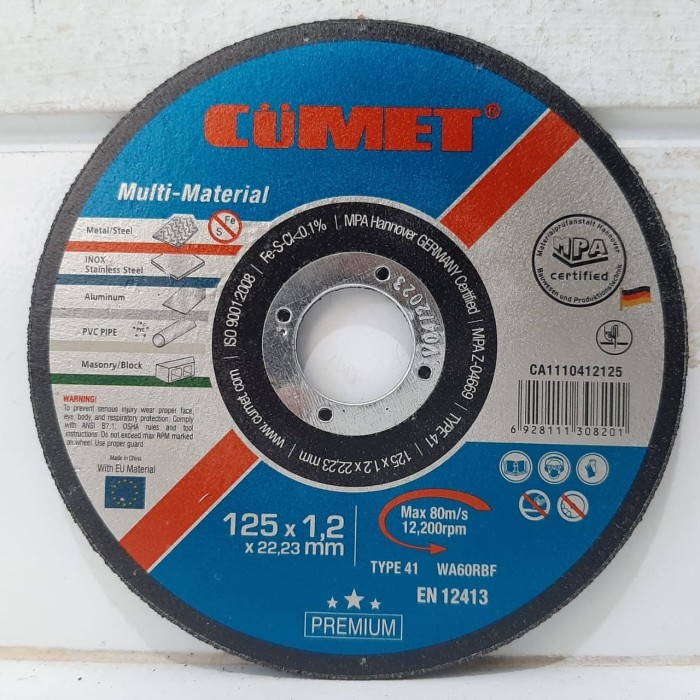 CÜMET®
Multi-Material
Metal/Steel
Fe
S
INOX
Stainless Steel
Aluminum
PVC PIPE
PVC
Masonry/Block
WARNING!
To prevent serious injury wear proper face,
eye, body, and respiratory protection. Comply
with ANSI B7.1. OSHA rules and tool
instructions. Do not exceed max RPM marked
on wheel. Use proper guard.
Made in China
With EU Material
www.cumet.com | ISO 9001:2008 | Fe-S-Cl<0.1% | MPA Hannover GERMANY Certified | MPA Z-04669 | TYPE 41 | 125 x 1,2 x 22,23 mm |
V04/2023
Materialprüfanstalt Hannover
MPA
certified
Bauwesen und Produktionstechnik
CA1110412125
6 928111 308201
125 x 1,2
x 22,23 mm
Max 80m/s
12,200rpm
TYPE 41 WA60RBF
EN 12413
PREMIUM